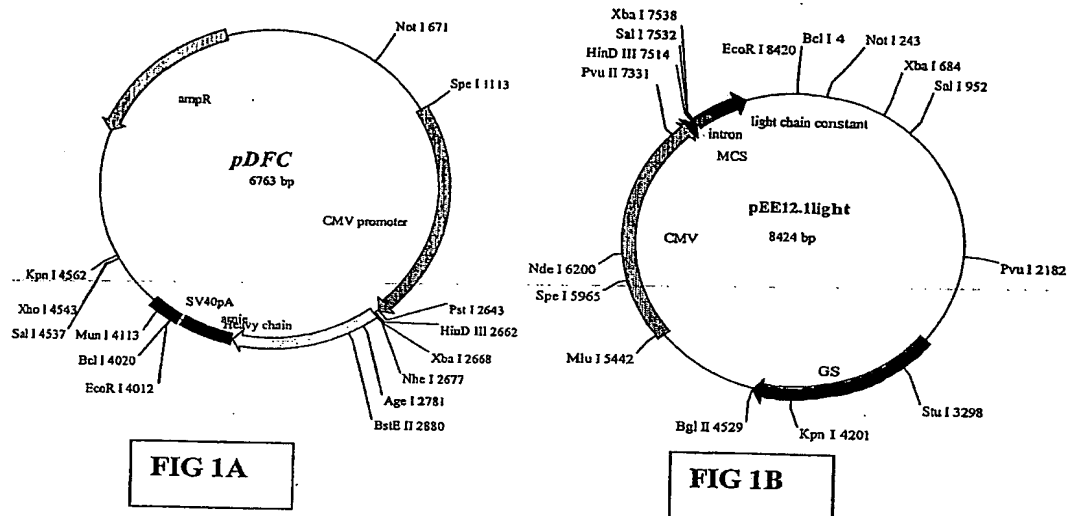 Not I 671
Spe I 1113
ampR
pDFC
6763 bp
CMV promoter
Kpn I 4562
Xho I 4543
Sal I 4537
Mun I 4113
Bcl I 4020
EcoR I 4012
SV40pA
heavy chain
Pst I 2643
HinD III 2662
Xba I 2668
Nhe I 2677
Age I 2781
BstE II 2880
FIG 1A
Xba I 7538
Sal I 7532
HinD III 7514
Pvu II 7331
EcoR I 8420
Bcl I 4
Not I 243
Xba I 684
Sal I 952
light chain constant
intron
MCS
pEE12.1light
8424 bp
CMV
Nde I 6200
Spe I 5965
Mlu I 5442
Pvu I 2182
GS
Stu I 3298
Bgl II 4529
Kpn I 4201
FIG 1B